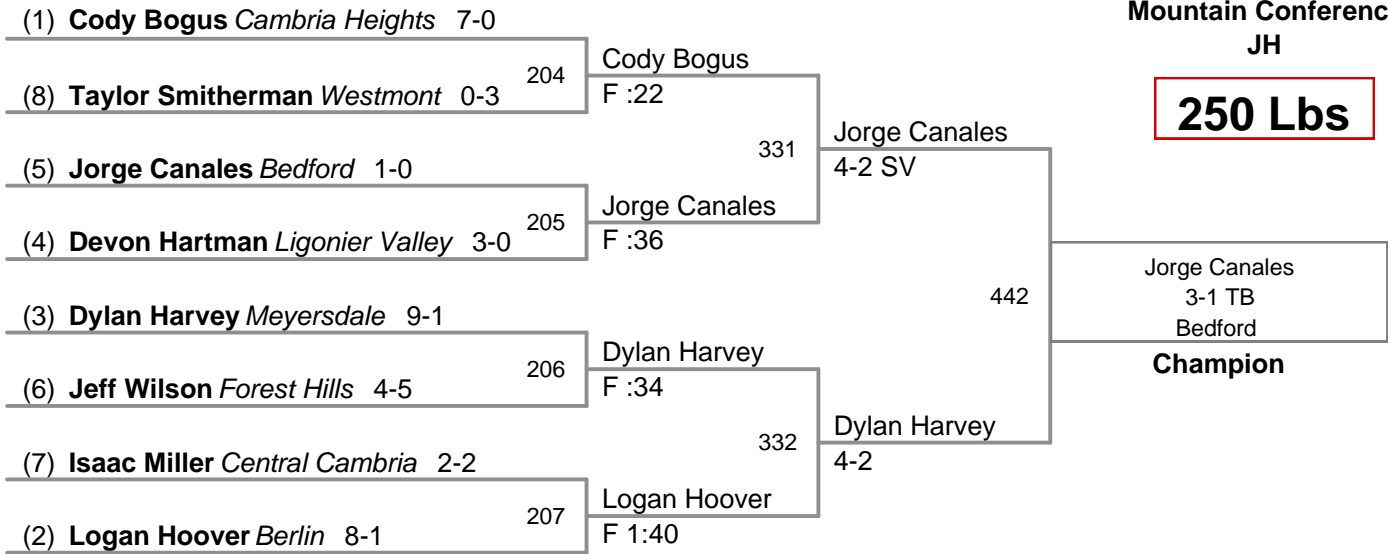 (1) Cody Bogus Cambria Heights 7-0
Mountain Conferenc
JH
250 Lbs
204
Cody Bogus
F :22
(8) Taylor Smitherman Westmont 0-3
331
Jorge Canales
4-2 SV
(5) Jorge Canales Bedford 1-0
205
Jorge Canales
F :36
(4) Devon Hartman Ligonier Valley 3-0
442
Jorge Canales
3-1 TB
Bedford
Champion
(3) Dylan Harvey Meyersdale 9-1
206
Dylan Harvey
F :34
(6) Jeff Wilson Forest Hills 4-5
332
Dylan Harvey
4-2
(7) Isaac Miller Central Cambria 2-2
207
Logan Hoover
F 1:40
(2) Logan Hoover Berlin 8-1